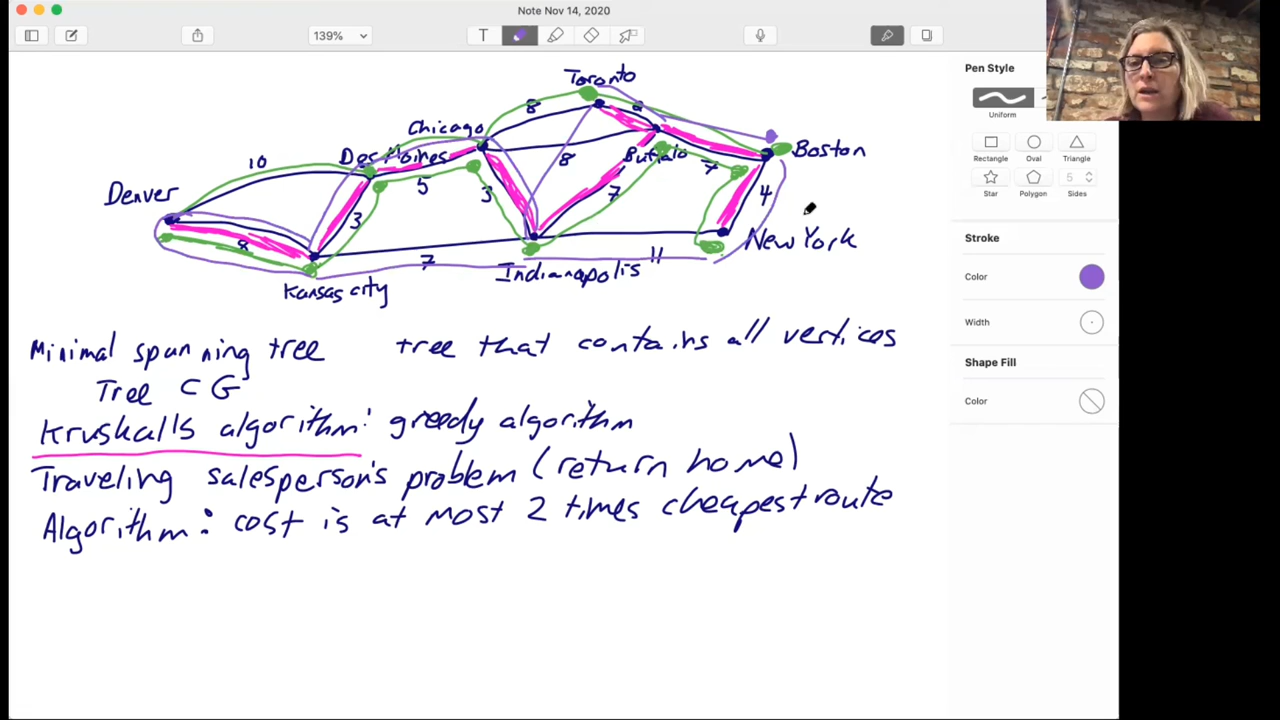 Note Nov 14, 2020
139%
T
Pen Style
Uniform
Rectangle Oval Triangle
Star Polygon 5 Sides
Stroke
Color
Width
Shape Fill
Color
Toronto
8
Chicago
10
Des Moines
8
Buffalo
7
Boston
Denver
5
3
7
4
3
8
New York
7
Indianapolis
11
Kansas city
Minimal spanning tree tree that contains all vertices
Tree ⊂ G
Kruskall's algorithm: greedy algorithm
Traveling salesperson's problem (return home)
Algorithm: cost is at most 2 times cheapest route